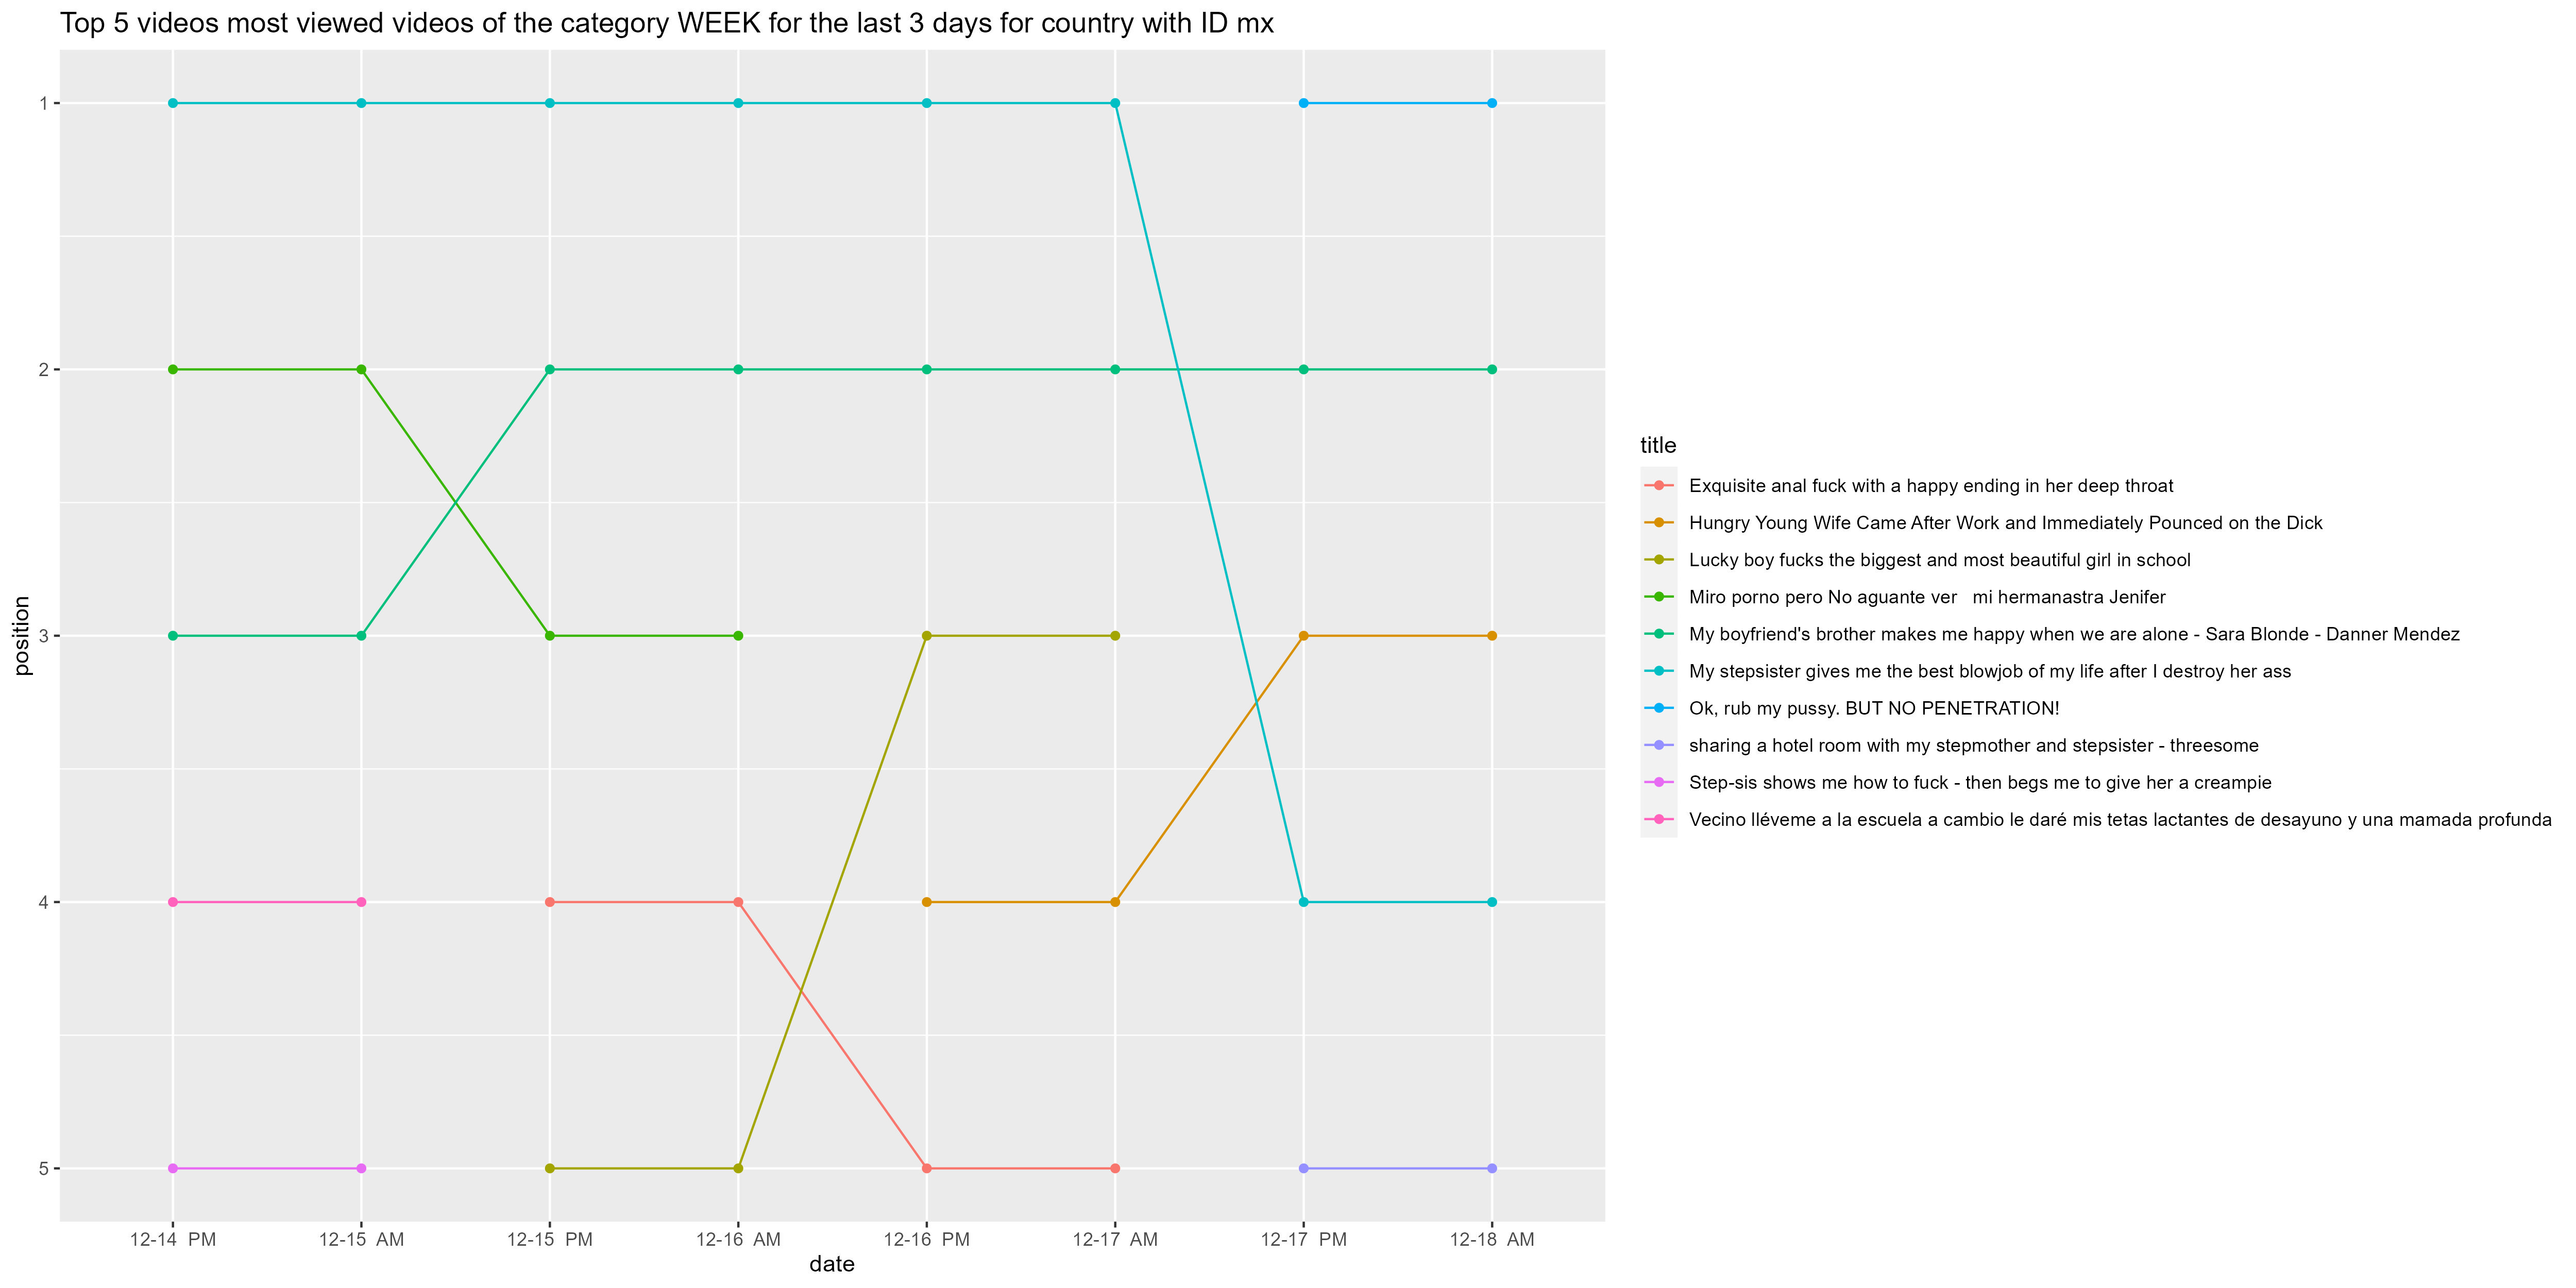 Top 5 videos most viewed videos of the category WEEK for the last 3 days for country with ID mx
1
2
3
4
5
position
12-14 PM
12-15 AM
12-15 PM
12-16 AM
12-16 PM
12-17 AM
12-17 PM
12-18 AM
date
title
Exquisite anal fuck with a happy ending in her deep throat
Hungry Young Wife Came After Work and Immediately Pounced on the Dick
Lucky boy fucks the biggest and most beautiful girl in school
Miro porno pero No aguante ver   mi hermanastra Jenifer
My boyfriend's brother makes me happy when we are alone - Sara Blonde - Danner Mendez
My stepsister gives me the best blowjob of my life after I destroy her ass
Ok, rub my pussy. BUT NO PENETRATION!
sharing a hotel room with my stepmother and stepsister - threesome
Step-sis shows me how to fuck - then begs me to give her a creampie
Vecino lléveme a la escuela a cambio le daré mis tetas lactantes de desayuno y una mamada profunda